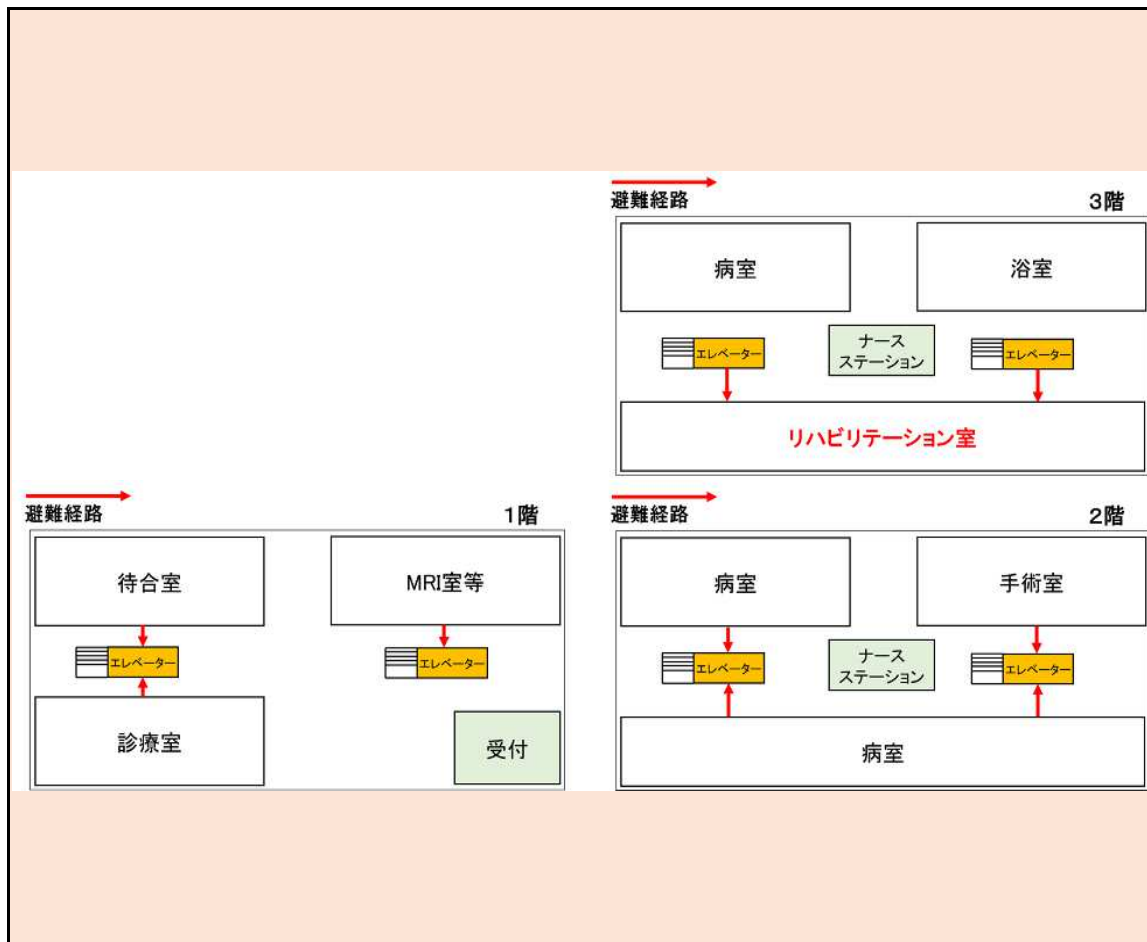 避難経路
3階
病室
浴室
エレベーター
ナース
ステーション
エレベーター
リハビリテーション室
避難経路
1階
待合室
MRI室等
エレベーター
エレベーター
診療室
受付
避難経路
2階
病室
手術室
エレベーター
ナース
ステーション
エレベーター
病室